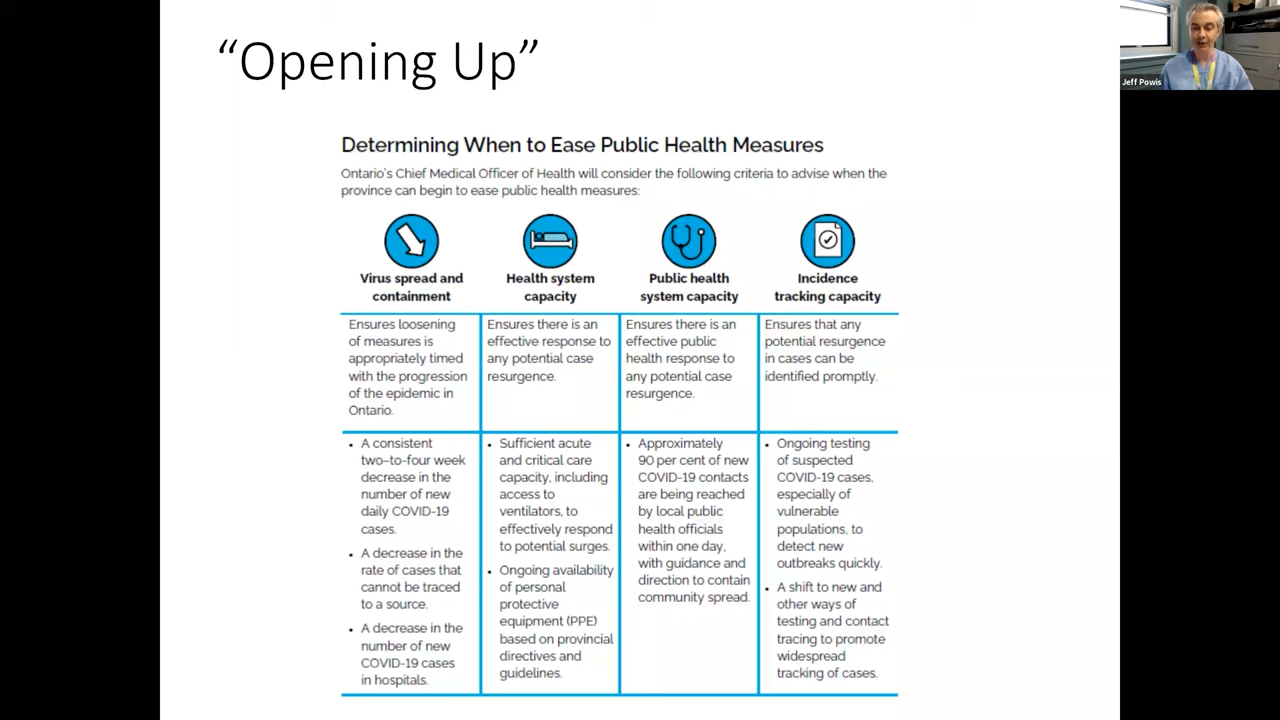 “Opening Up”
Jeff Powis
Determining When to Ease Public Health Measures
Ontario's Chief Medical Officer of Health will consider the following criteria to advise when the
province can begin to ease public health measures:
Virus spread and
containment
Ensures loosening
of measures is
appropriately timed
with the progression
of the epidemic in
Ontario.
• A consistent
two-to-four week
decrease in the
number of new
daily COVID-19
cases.
• A decrease in the
rate of cases that
cannot be traced
to a source.
• A decrease in the
number of new
COVID-19 cases
in hospitals.
Health system
capacity
Ensures there is an
effective response to
any potential case
resurgence.
• Sufficient acute
and critical care
capacity, including
access to
ventilators, to
effectively respond
to potential surges.
• Ongoing availability
of personal
protective
equipment (PPE)
based on provincial
directives and
guidelines.
Public health
system capacity
Ensures there is an
effective public
health response to
any potential case
resurgence.
• Approximately
90 per cent of new
COVID-19 contacts
are being reached
by local public
health officials
within one day,
with guidance and
direction to contain
community spread.
Incidence
tracking capacity
Ensures that any
potential resurgence
in cases can be
identified promptly.
• Ongoing testing
of suspected
COVID-19 cases,
especially of
vulnerable
populations, to
detect new
outbreaks quickly.
• A shift to new and
other ways of
testing and contact
tracing to promote
widespread
tracking of cases.